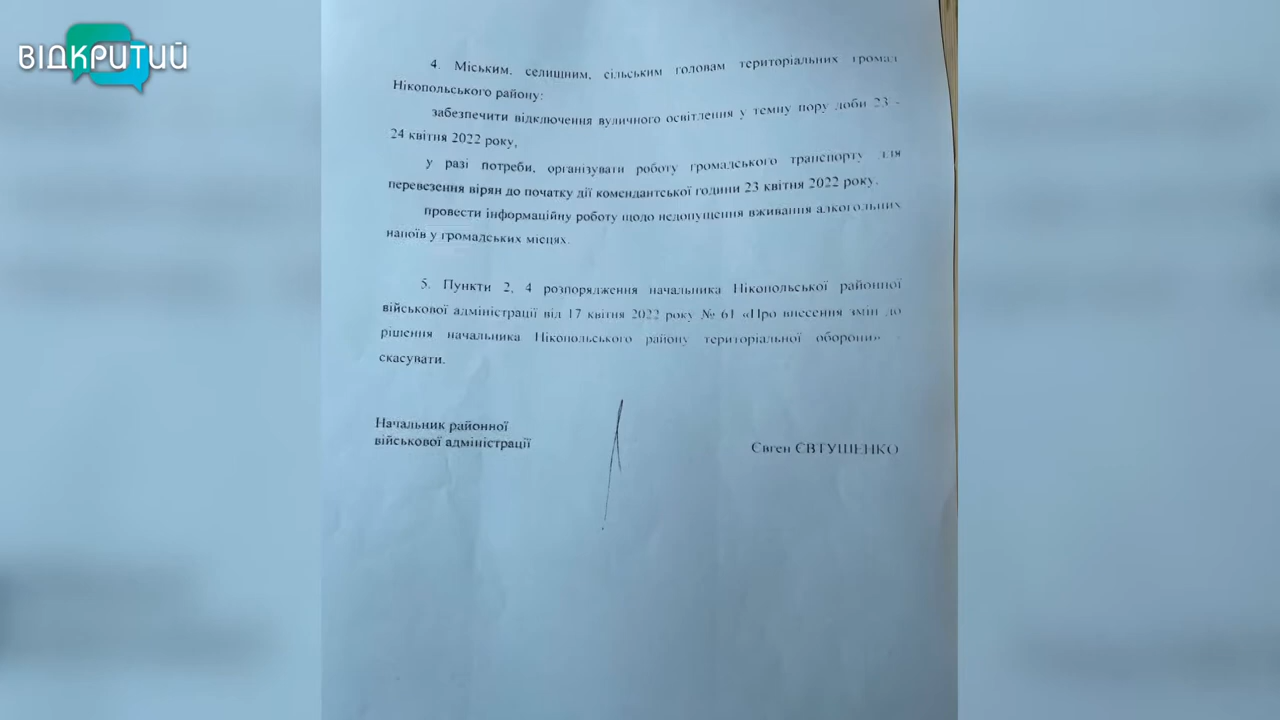 ВІДКРИТИЙ
4. Міським, селищним, сільським головам територіальних громад
Нікопольського району:
забезпечити відключення вуличного освітлення у темну пору доби 23 -
24 квітня 2022 року,
у разі потреби, організувати роботу громадського транспорту для
перевезення вірян до початку дії комендантської години 23 квітня 2022 року.
провести інформаційну роботу щодо недопущення вживання алкогольних
напоїв у громадських місцях.
5. Пункти 2, 4 розпорядження начальника Нікопольської районної
військової адміністрації від 17 квітня 2022 року № 61 «Про внесення змін до
рішення начальника Нікопольського району територіальної оборони» -
скасувати.
Начальник районної
військової адміністрації
Євген ЄВТУШЕНКО